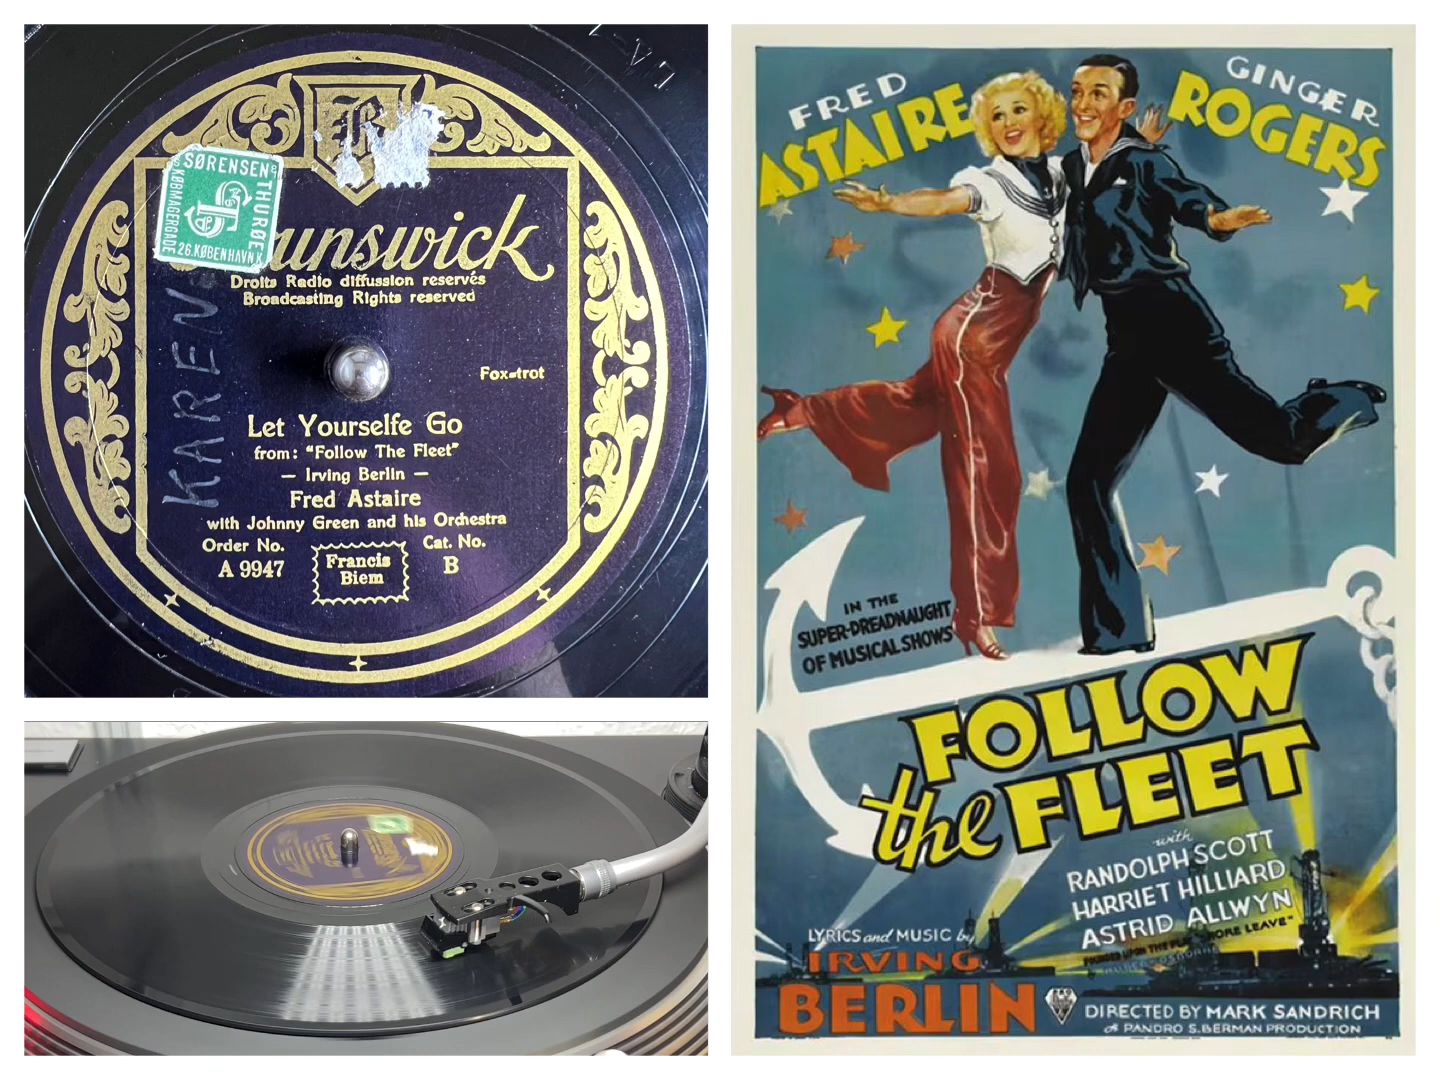 SØRENSEN &
THURØE
KØBMAGERGADE
26. KØBENHAVN K
Brunswick
Droits Radio diffussion reservés
Broadcasting Rights reserved
KAREN
Fox-trot
Let Yourselfe Go
from: "Follow The Fleet"
— Irving Berlin —
Fred Astaire
with Johnny Green and his Orchestra
Order No.
A 9947
Francis
Biem
Cat. No.
B
FRED
ASTAIRE
GINGER
ROGERS
IN THE
SUPER-DREADNAUGHT
OF MUSICAL SHOWS
FOLLOW
the FLEET
with
RANDOLPH SCOTT
HARRIET HILLIARD
ASTRID ALLWYN
LYRICS and MUSIC by
IRVING
BERLIN
DIRECTED BY MARK SANDRICH
A PANDRO S. BERMAN PRODUCTION